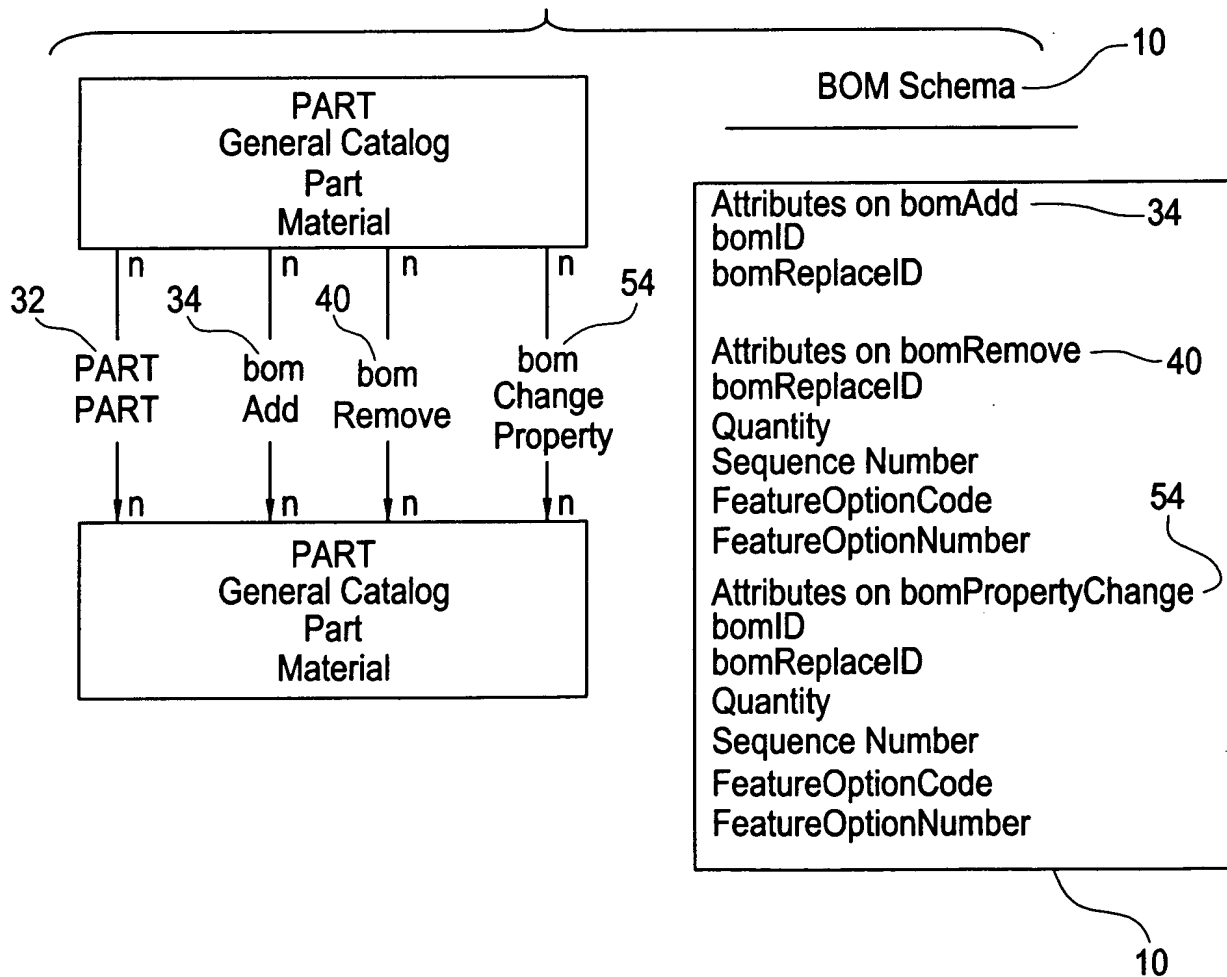 10
BOM Schema
PART
General Catalog
Part
Material
n n n n
32 34 40 54
PART
PART
bom
Add
bom
Remove
bom
Change
Property
n n n n
PART
General Catalog
Part
Material
Attributes on bomAdd 34
bomID
bomReplaceID
Attributes on bomRemove 40
bomReplaceID
Quantity
Sequence Number
FeatureOptionCode
54
FeatureOptionNumber
Attributes on bomPropertyChange
bomID
bomReplaceID
Quantity
Sequence Number
FeatureOptionCode
FeatureOptionNumber
10